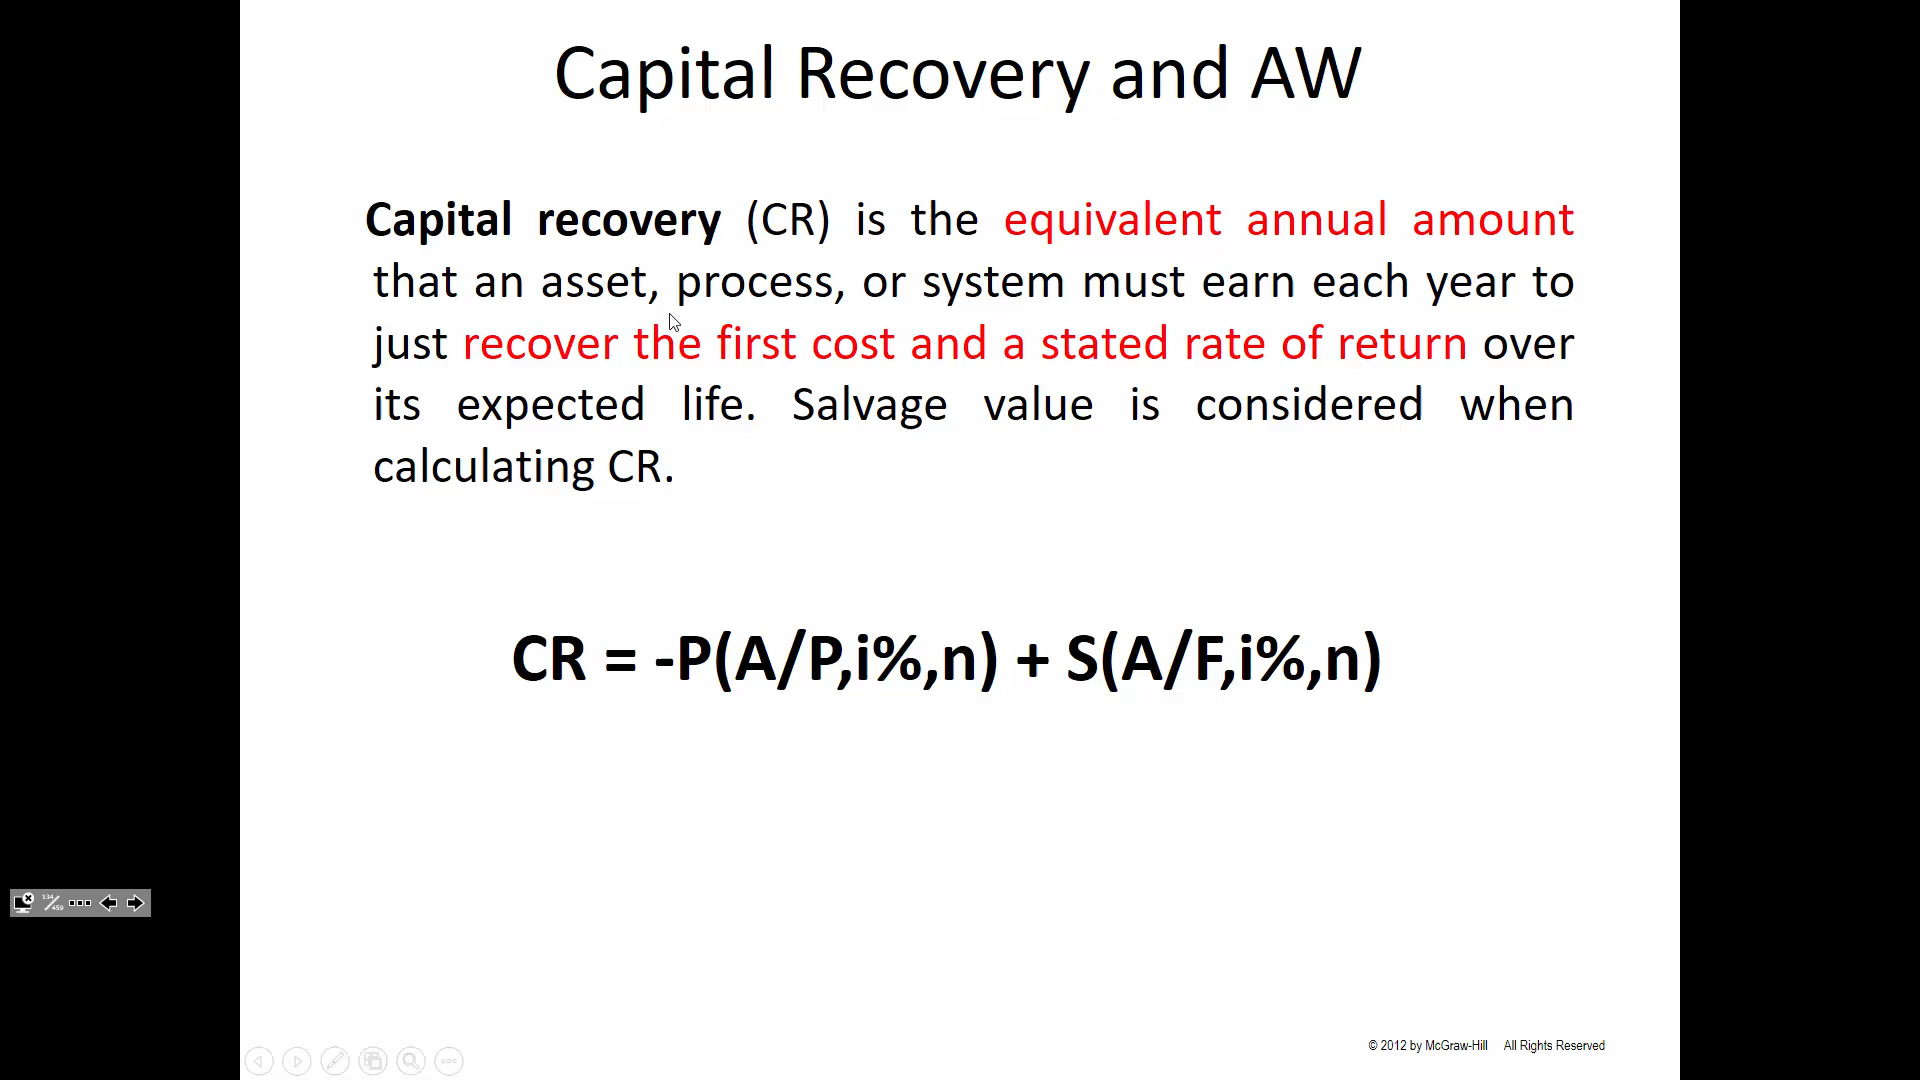 Capital Recovery and AW
Capital recovery (CR) is the equivalent annual amount
that an asset, process, or system must earn each year to
just recover the first cost and a stated rate of return over
its expected life. Salvage value is considered when
calculating CR.
CR = -P(A/P,i%,n) + S(A/F,i%,n)
134/459
© 2012 by McGraw-Hill All Rights Reserved